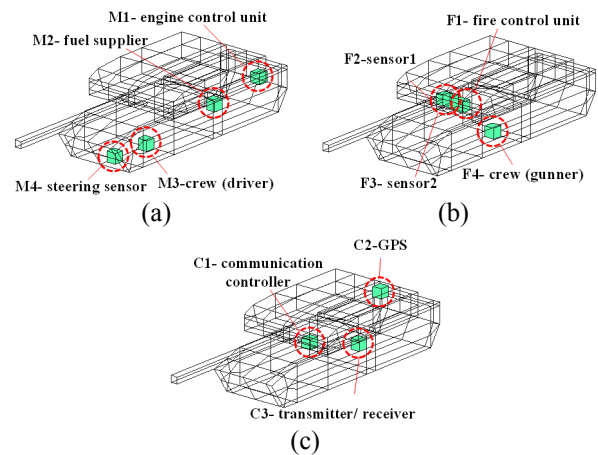 M1- engine control unit
M2- fuel supplier
M4- steering sensor
M3-crew (driver)
(a)
F1- fire control unit
F2-sensor1
F3- sensor2
F4- crew (gunner)
(b)
C2-GPS
C1- communication
controller
C3- transmitter/ receiver
(c)